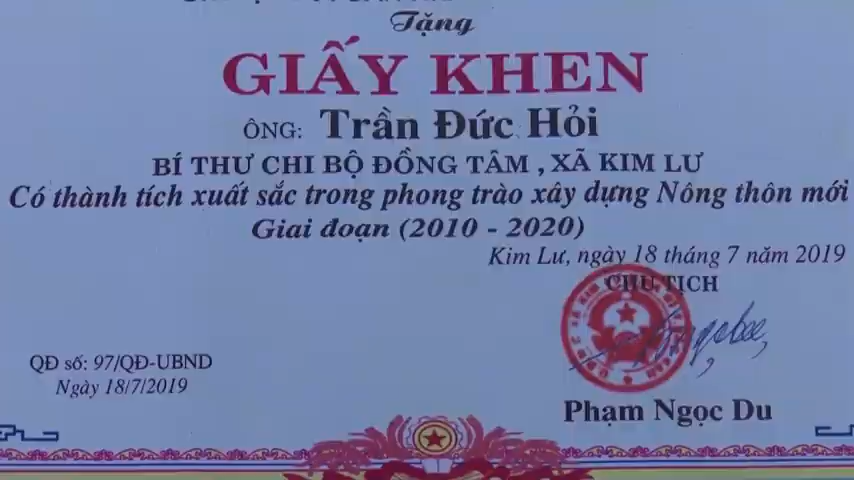 Tặng
GIẤY KHEN
ÔNG: Trần Đức Hỏi
BÍ THƯ CHI BỘ ĐỒNG TÂM , XÃ KIM LƯ
Có thành tích xuất sắc trong phong trào xây dựng Nông thôn mới
Giai đoạn (2010 - 2020)
Kim Lư, ngày 18 tháng 7 năm 2019
CHỦ TỊCH
QĐ số: 97/QĐ-UBND
Ngày 18/7/2019
Phạm Ngọc Du